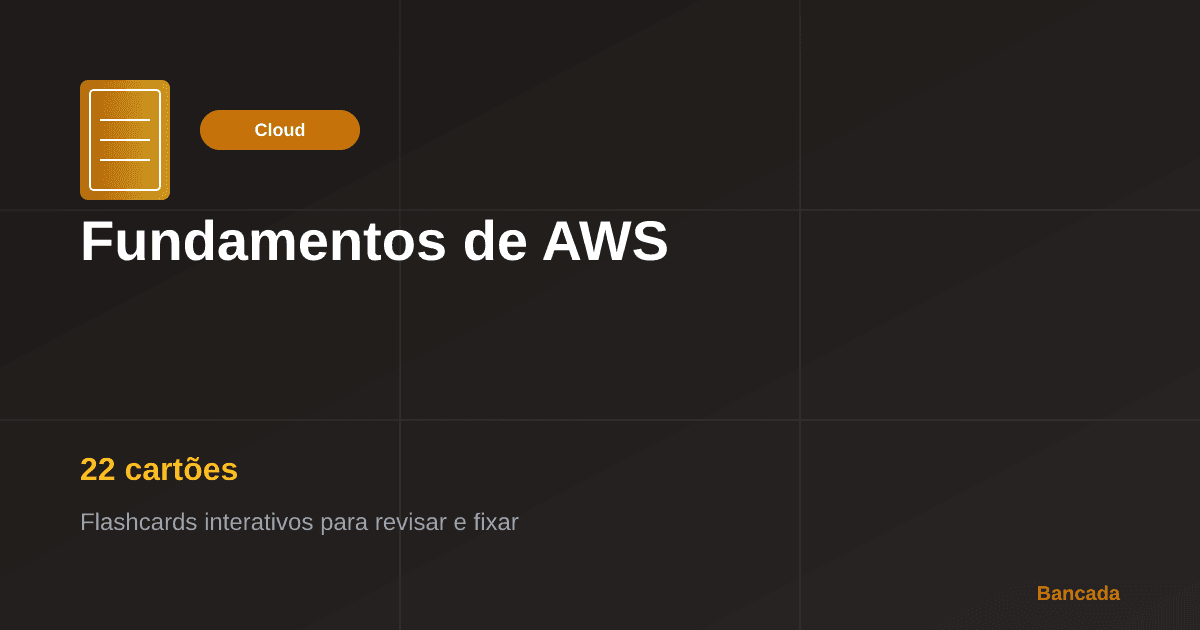 Cloud
Fundamentos de AWS
22 cartões
Flashcards interativos para revisar e fixar
Bancada